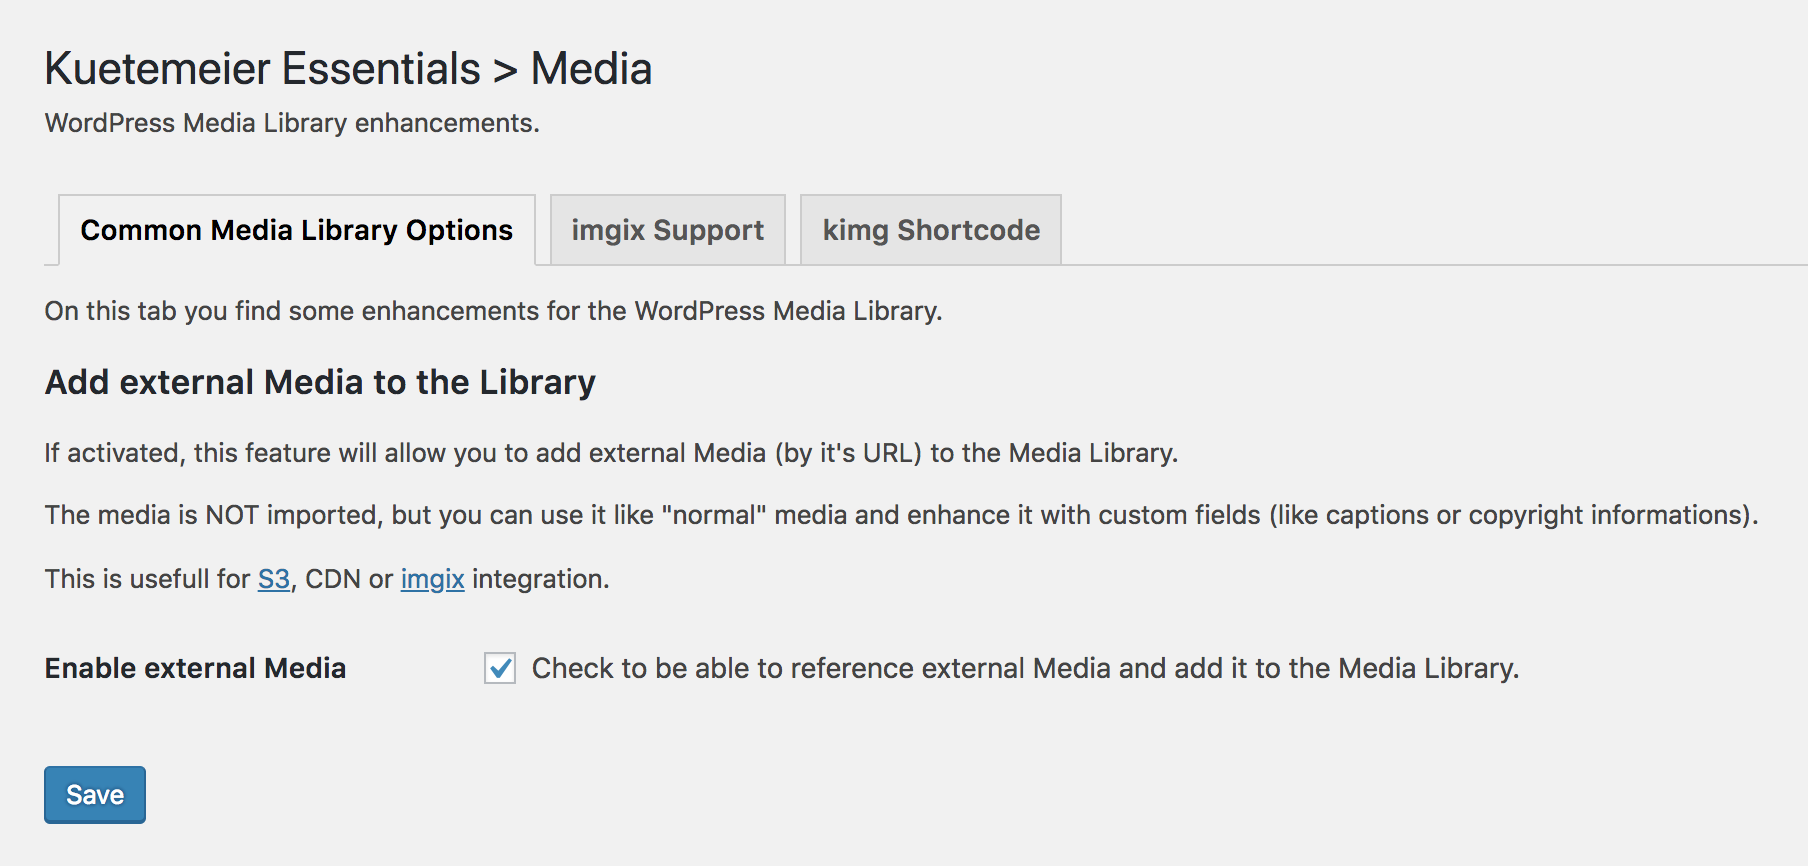 Kuetemeier Essentials > Media
WordPress Media Library enhancements.
Common Media Library Options
imgix Support
kimg Shortcode
On this tab you find some enhancements for the WordPress Media Library.
Add external Media to the Library
If activated, this feature will allow you to add external Media (by it's URL) to the Media Library.
The media is NOT imported, but you can use it like "normal" media and enhance it with custom fields (like captions or copyright informations).
This is usefull for S3, CDN or imgix integration.
Enable external Media
Check to be able to reference external Media and add it to the Media Library.
Save